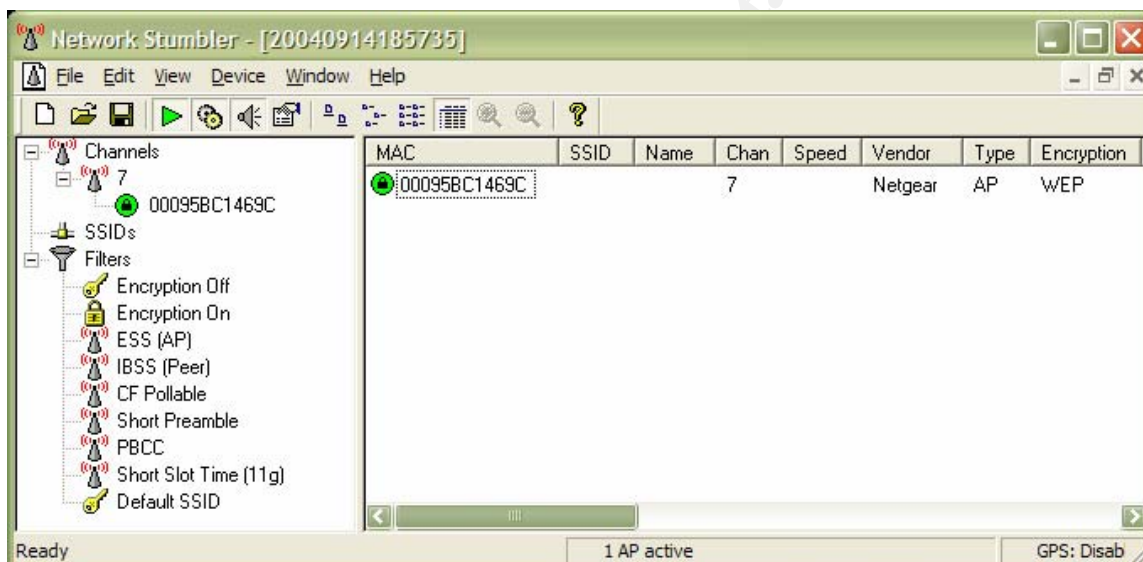 Network Stumbler - [20040914185735]
File Edit View Device Window Help
Channels
7
00095BC1469C
SSIDs
Filters
Encryption Off
Encryption On
ESS (AP)
IBSS (Peer)
CF Pollable
Short Preamble
PBCC
Short Slot Time (11g)
Default SSID
MAC SSID Name Chan Speed Vendor Type Encryption
00095BC1469C 7 Netgear AP WEP
Ready 1 AP active GPS: Disab